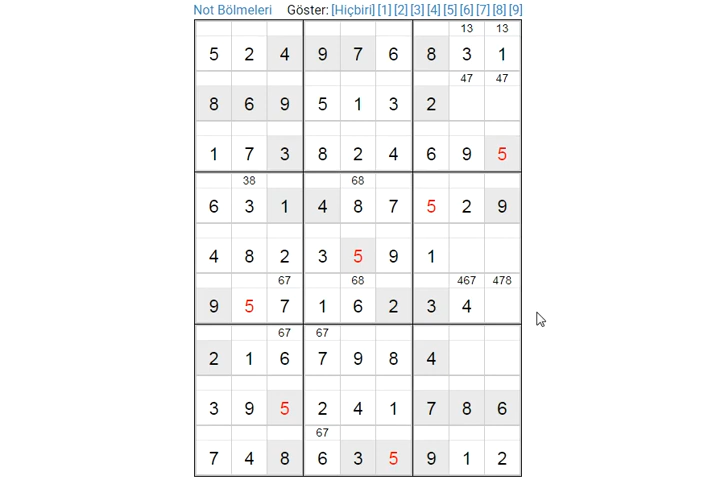 Not Bölmeleri Göster: [Hiçbiri] [1] [2] [3] [4] [5] [6] [7] [8] [9]
13 13
5 2 4 9 7 6 8 3 1
47 47
8 6 9 5 1 3 2
1 7 3 8 2 4 6 9 5
38 68
6 3 1 4 8 7 5 2 9
4 8 2 3 5 9 1
67 68 467 478
9 5 7 1 6 2 3 4
67 67
2 1 6 7 9 8 4
3 9 5 2 4 1 7 8 6
67
7 4 8 6 3 5 9 1 2